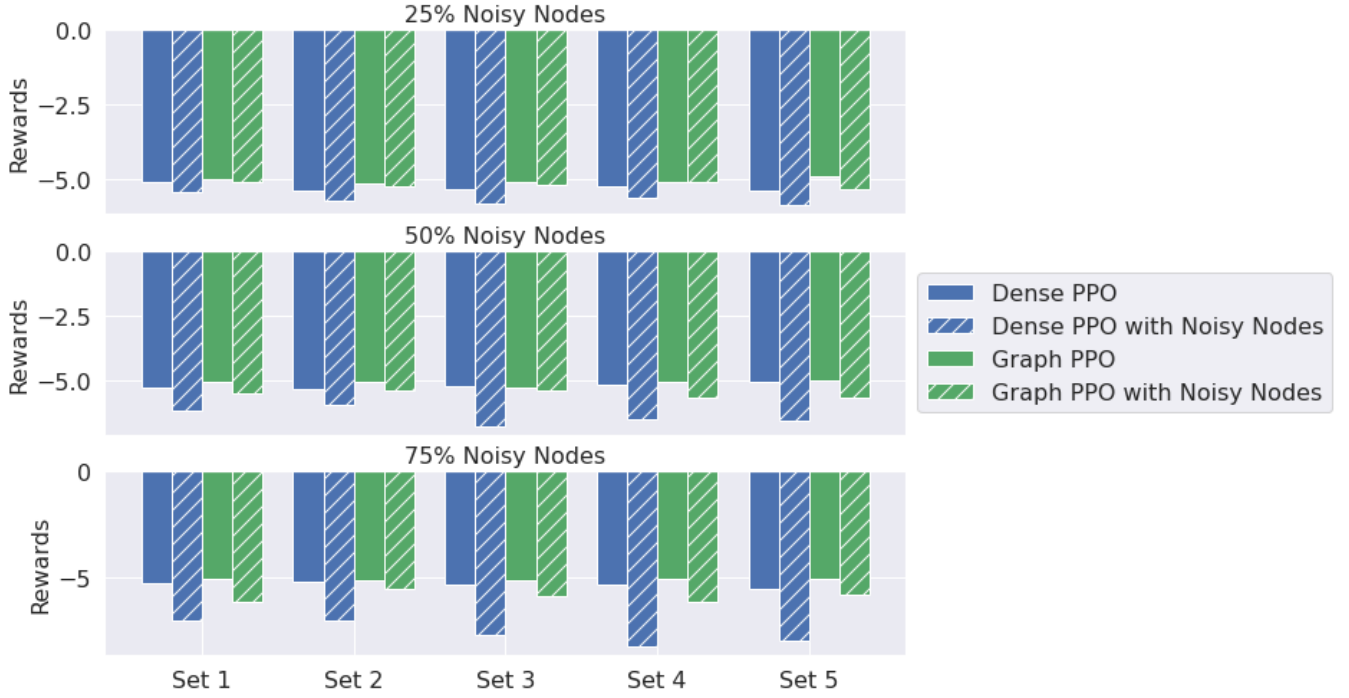 25% Noisy Nodes
0.0
−2.5
−5.0
Rewards
50% Noisy Nodes
0.0
−2.5
−5.0
Rewards
Dense PPO
Dense PPO with Noisy Nodes
Graph PPO
Graph PPO with Noisy Nodes
75% Noisy Nodes
0
−5
Rewards
Set 1
Set 2
Set 3
Set 4
Set 5